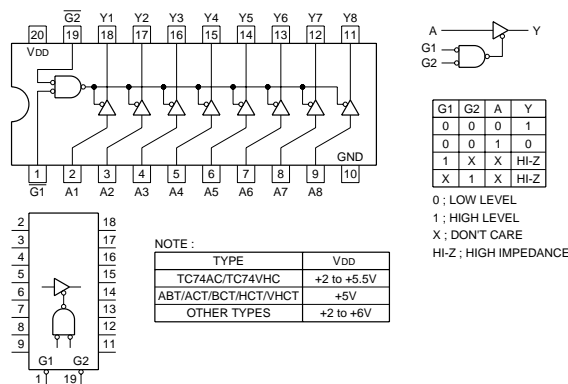 G2 Y1 Y2 Y3 Y4 Y5 Y6 Y7 Y8
20 19 18 17 16 15 14 13 12 11
VDD
GND
1 2 3 4 5 6 7 8 9 10
G1 A1 A2 A3 A4 A5 A6 A7 A8
A Y
G1
G2
G1 G2 A Y
0 0 0 1
0 0 1 0
1 X X HI-Z
X 1 X HI-Z
0 ; LOW LEVEL
1 ; HIGH LEVEL
X ; DON'T CARE
HI-Z ; HIGH IMPEDANCE
2 18
3 17
4 16
5 15
6 14
7 13
8 12
9 11
G1 G2
1 19
NOTE :
TYPE VDD
TC74AC/TC74VHC +2 to +5.5V
ABT/ACT/BCT/HCT/VHCT +5V
OTHER TYPES +2 to +6V